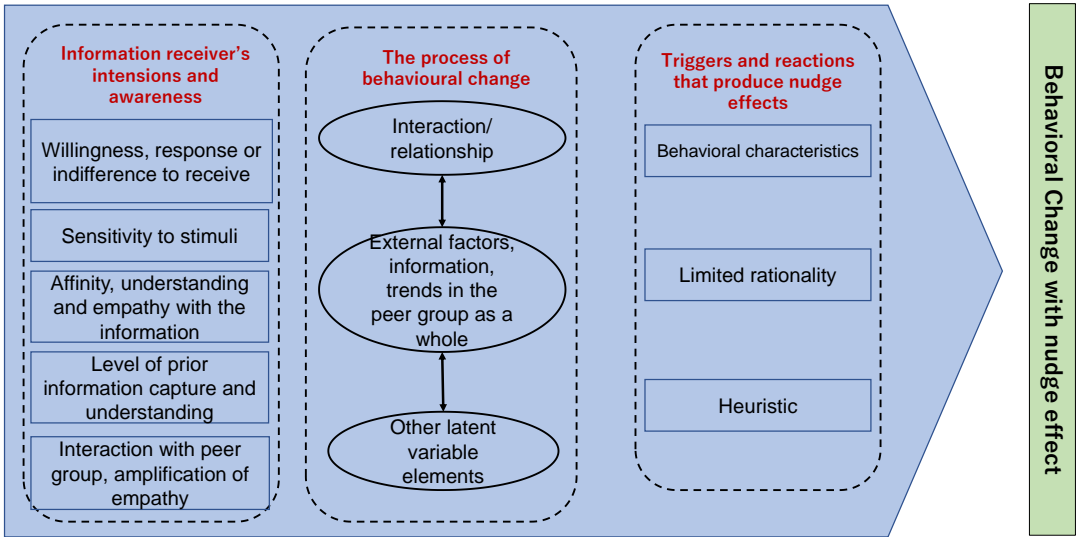 Information receiver's
intensions and
awareness
Willingness, response or
indifference to receive
Sensitivity to stimuli
Affinity, understanding
and empathy with the
information
Level of prior
information capture and
understanding
Interaction with peer
group, amplification of
empathy
The process of
behavioural change
Interaction/
relationship
External factors,
information,
trends in the
peer group as a
whole
Other latent
variable
elements
Triggers and reactions
that produce nudge
effects
Behavioral characteristics
Limited rationality
Heuristic
Behavioral Change with nudge effect